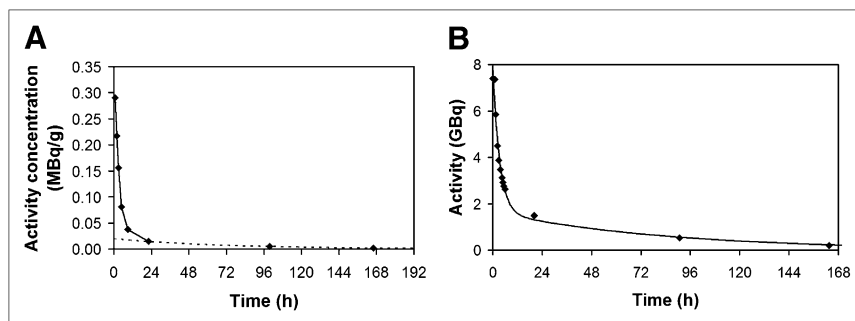 A
Activity concentration
(MBq/g)
0.35
0.30
0.25
0.20
0.15
0.10
0.05
0.00
0 24 48 72 96 120 144 168 192
Time (h)
B
Activity (GBq)
8
6
4
2
0
0 24 48 72 96 120 144 168
Time (h)